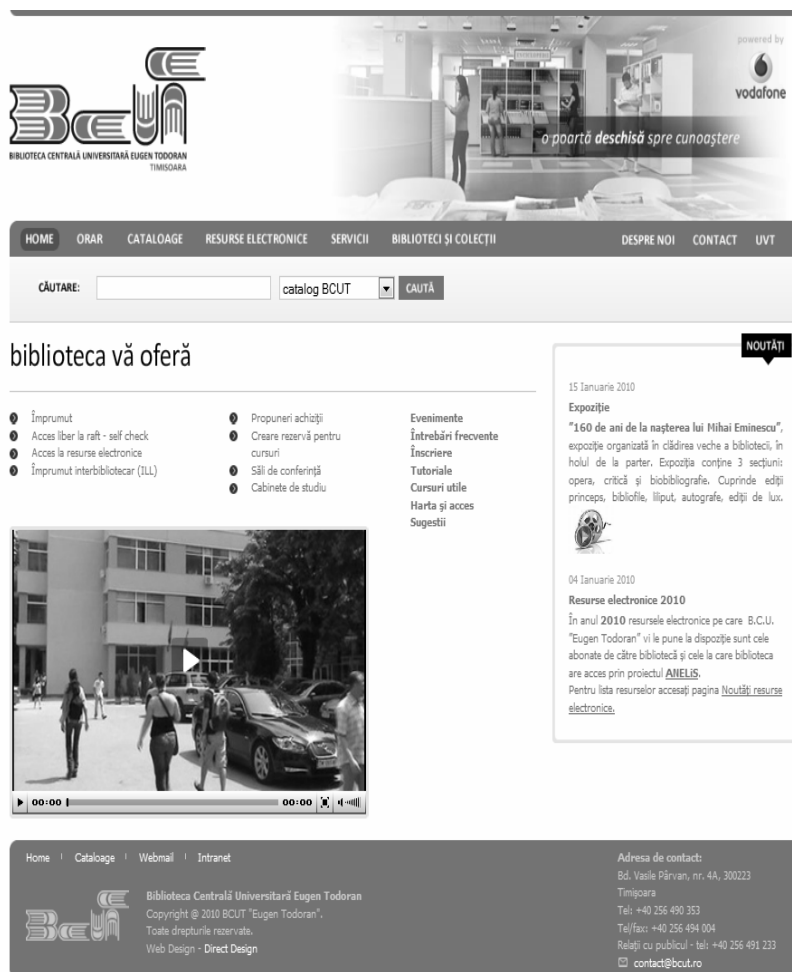 BCUT
BIBLIOTECA CENTRALĂ UNIVERSITARĂ EUGEN TODORAN
TIMISOARA
powered by
vodafone
o poartă deschisă spre cunoaștere
HOME ORAR CATALOAGE RESURSE ELECTRONICE SERVICII BIBLIOTECI ȘI COLECȚII DESPRE NOI CONTACT UVT
CĂUTARE: catalog BCUT CAUTĂ
biblioteca vă oferă
Împrumut
Acces liber la raft - self check
Acces la resurse electronice
Împrumut interbibliotecar (ILL)
Propuneri achiziţii
Creare rezervă pentru
cursuri
Săli de conferinţă
Cabinete de studiu
Evenimente
Întrebări frecvente
Înscriere
Tutoriale
Cursuri utile
Harta şi acces
Sugestii
00:00 00:00
NOUTĂȚI
15 Ianuarie 2010
Expoziţie
"160 de ani de la naşterea lui Mihai Eminescu",
expoziţie organizată în clădirea veche a bibliotecii, în
holul de la parter. Expoziţia conţine 3 secţiuni:
opera, critică şi biobibliografie. Cuprinde ediţii
princeps, bibliofile, liliput, autografe, ediţii de lux.
04 Ianuarie 2010
Resurse electronice 2010
În anul 2010 resursele electronice pe care B.C.U.
"Eugen Todoran" vi le pune la dispoziţie sunt cele
abonate de către bibliotecă şi cele la care biblioteca
are acces prin proiectul ANELiS.
Pentru lista resurselor accesaţi pagina Noutăţi resurse
electronice.
Home Cataloage Webmail Intranet
BCUT
Biblioteca Centrală Universitară Eugen Todoran
Copyright @ 2010 BCUT "Eugen Todoran".
Toate drepturile rezervate.
Web Design - Direct Design
Adresa de contact:
Bd. Vasile Pârvan, nr. 4A, 300223
Timişoara
Tel: +40 256 490 353
Tel/fax: +40 256 494 004
Relaţii cu publicul - tel: +40 256 491 233
contact@bcut.ro